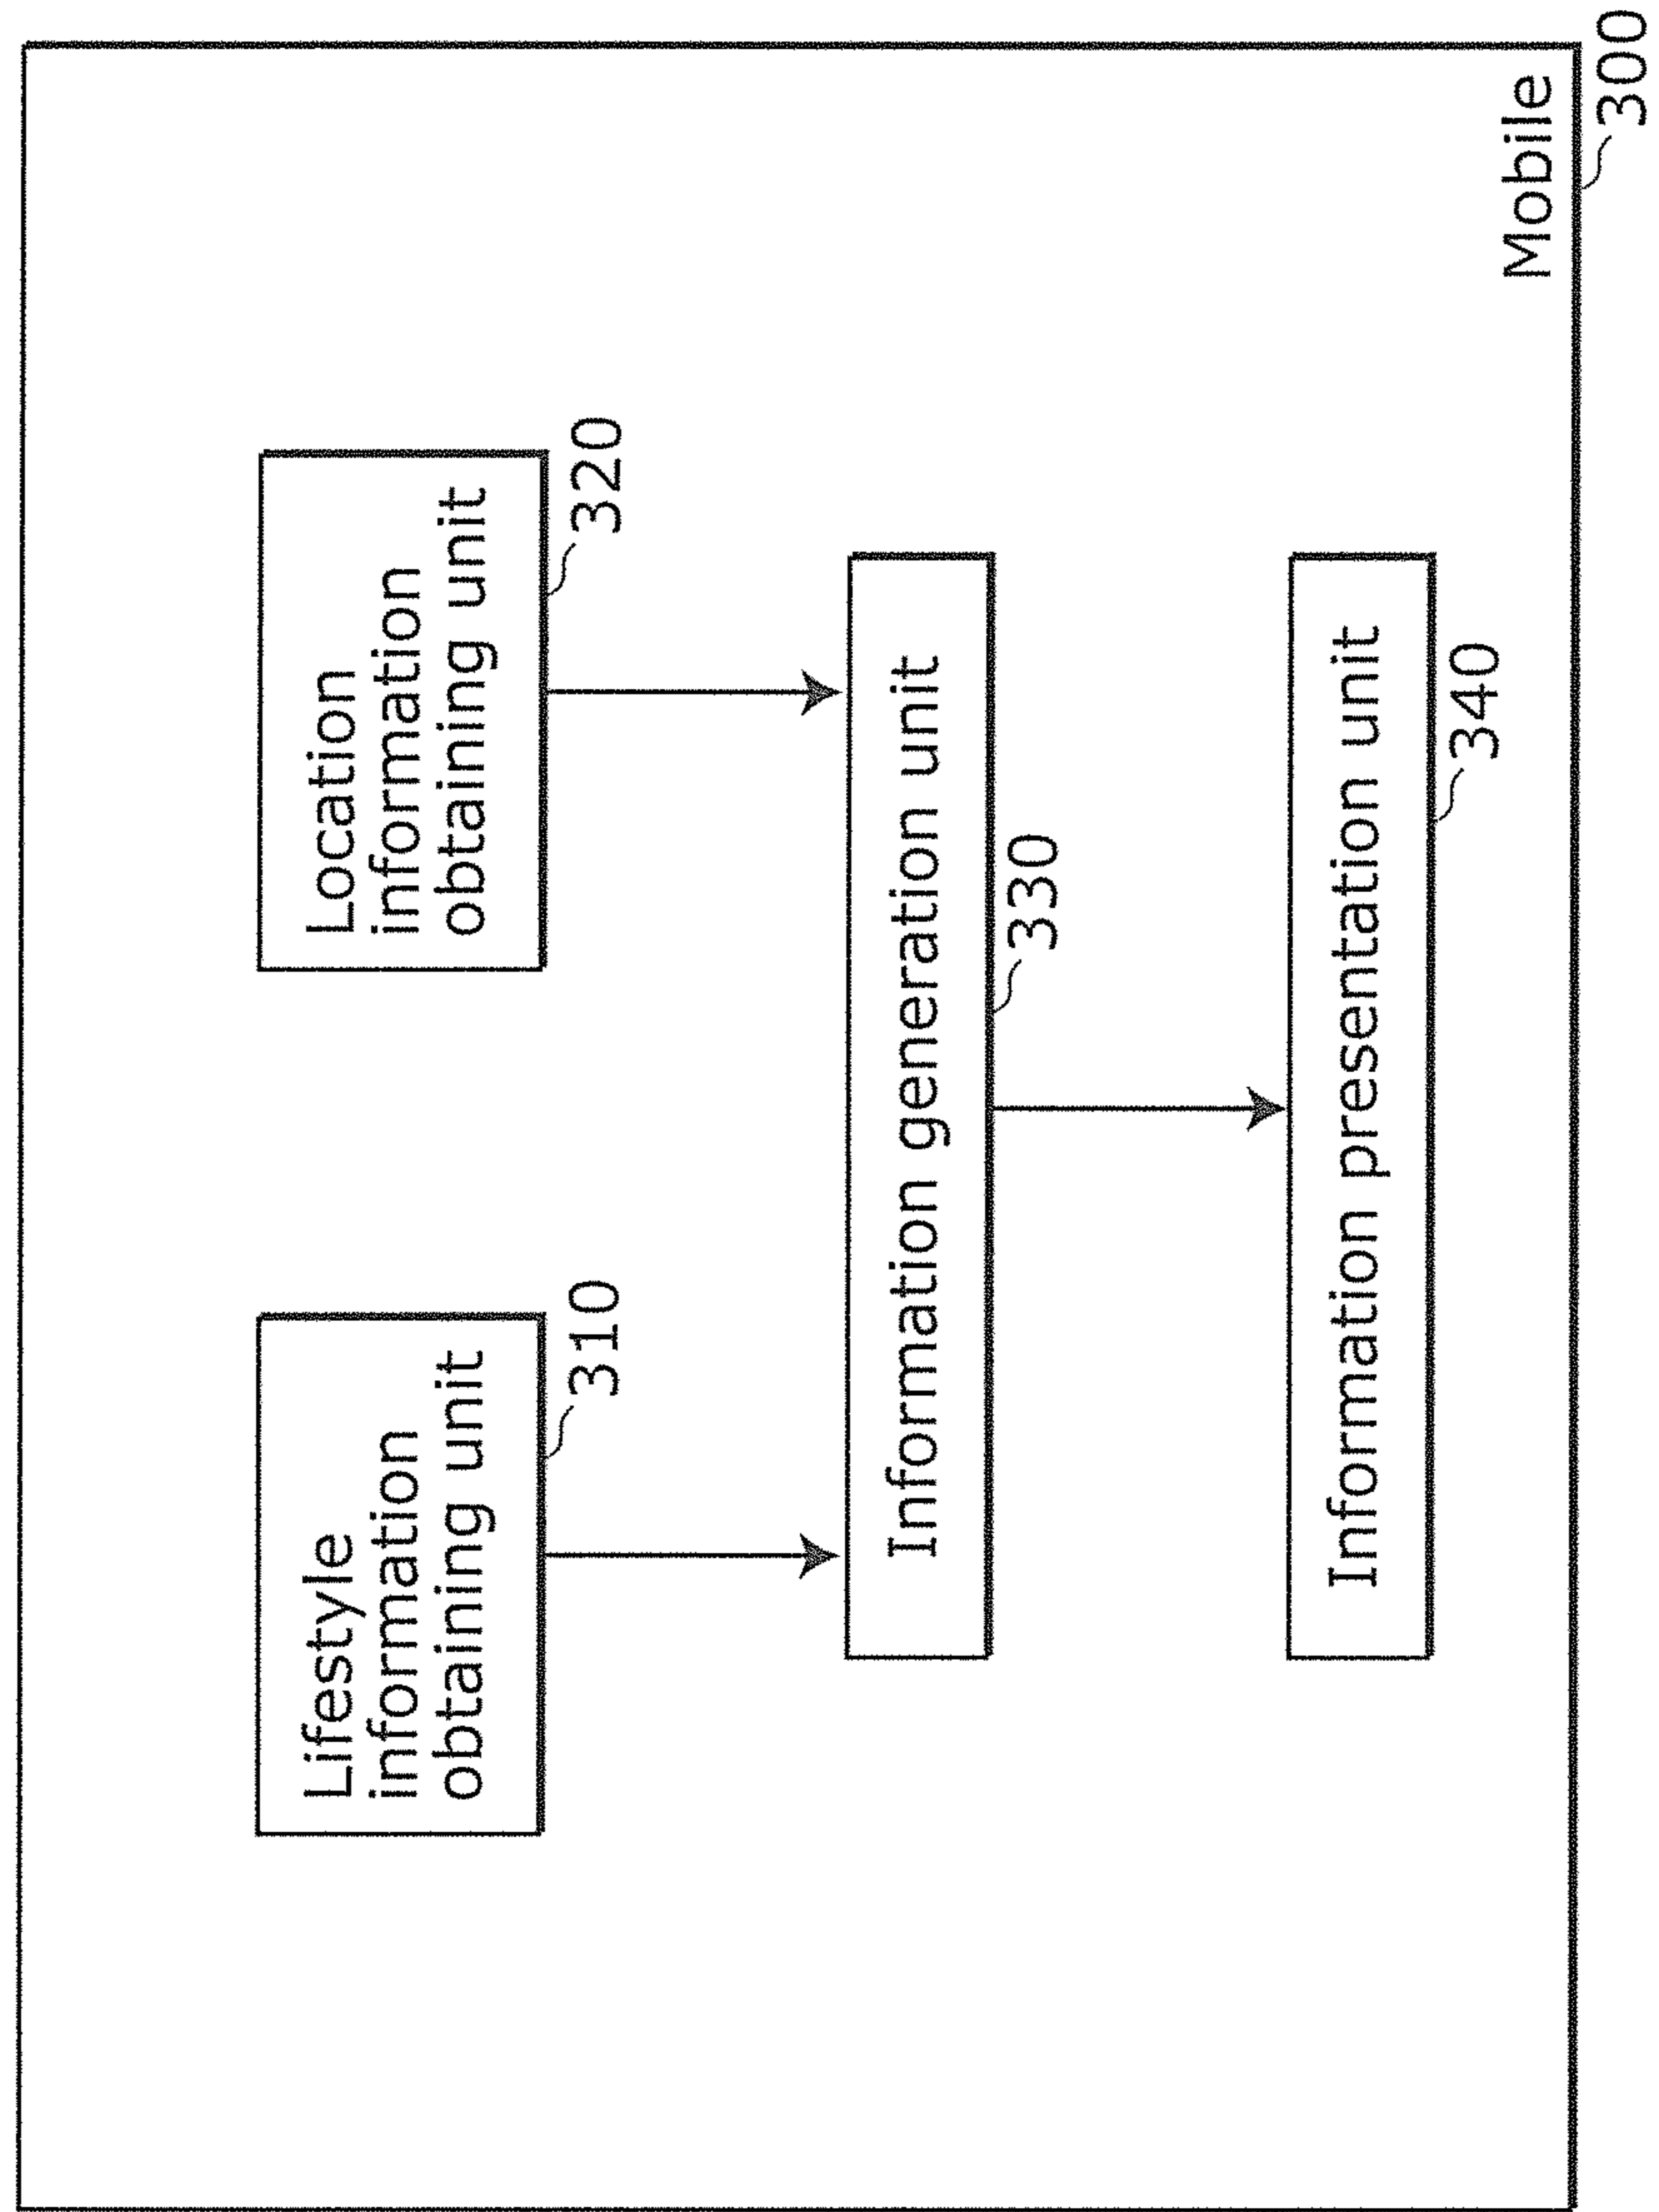 Lifestyle
information
obtaining unit
310
Location
information
obtaining unit
320
Information generation unit
330
Information presentation unit
340
Mobile
300